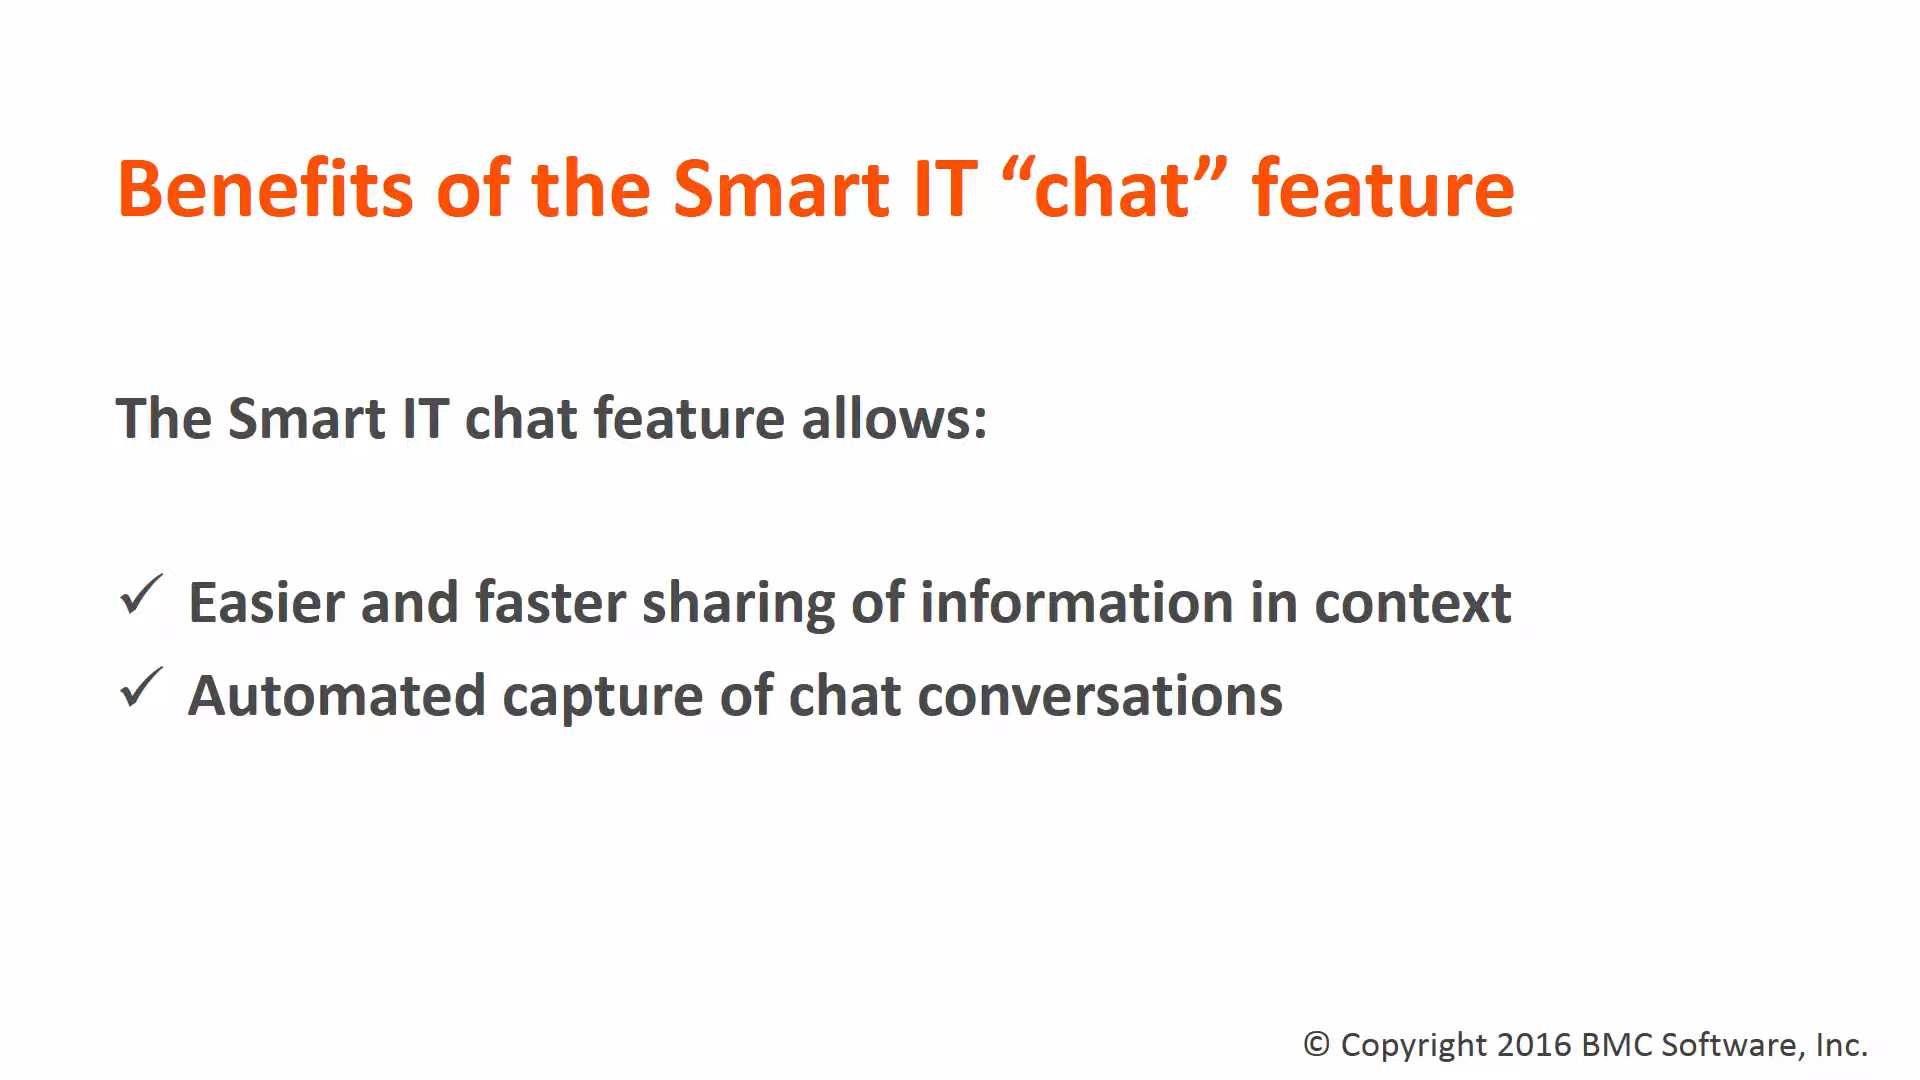 Benefits of the Smart IT “chat” feature
The Smart IT chat feature allows:
✓ Easier and faster sharing of information in context
✓ Automated capture of chat conversations
© Copyright 2016 BMC Software, Inc.